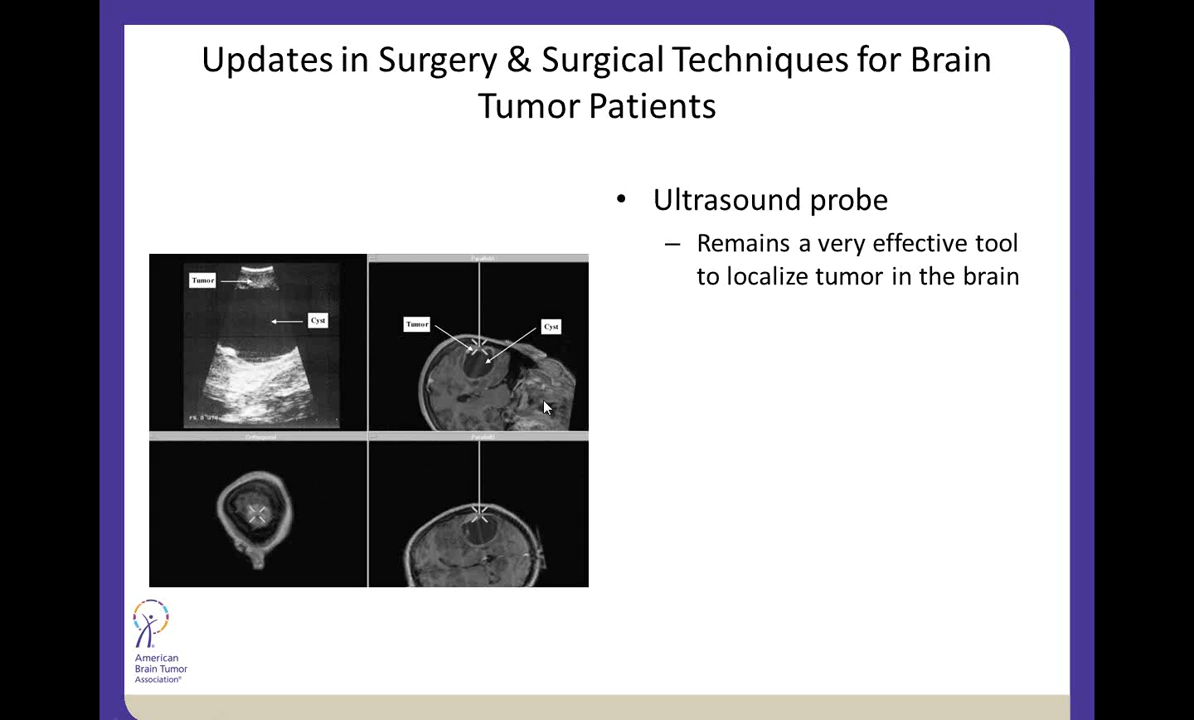 Updates in Surgery & Surgical Techniques for Brain
Tumor Patients
• Ultrasound probe
– Remains a very effective tool
to localize tumor in the brain
Tumor
Cyst
Tumor
Cyst
American
Brain Tumor
Association®